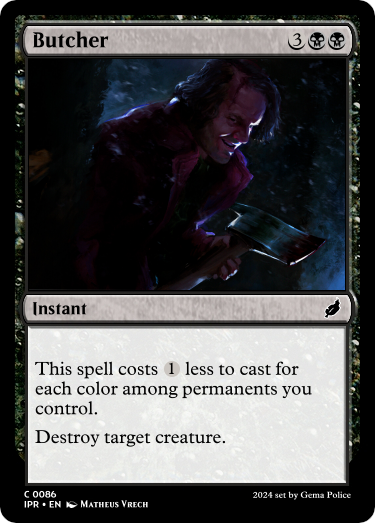 Butcher 3
Instant
This spell costs 1 less to cast for
each color among permanents you
control.
Destroy target creature.
C 0086
IPR • EN Matheus Vrech
2024 set by Gema Police